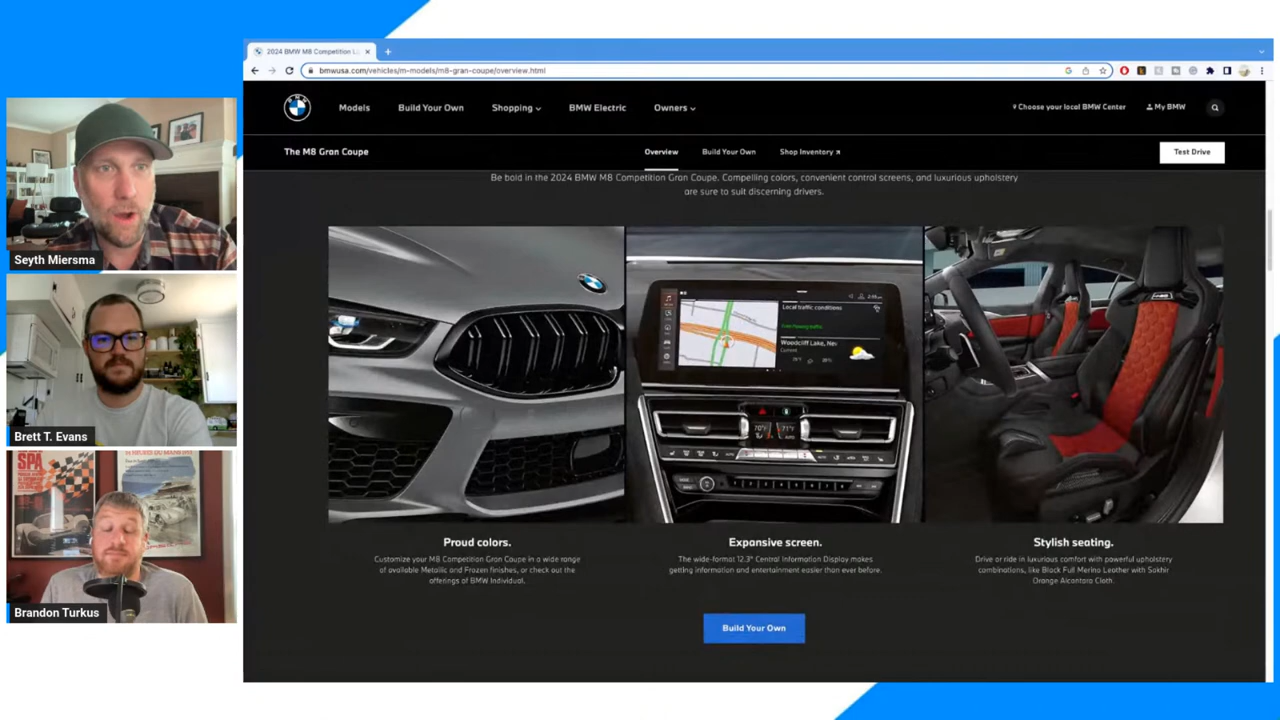 2024 BMW M8 Competition
bmwusa.com/vehicles/m-models/m8-gran-coupe/overview.html
Models
Build Your Own
Shopping
BMW Electric
Owners
Choose your local BMW Center
My BMW
The M8 Gran Coupe
Overview
Build Your Own
Shop Inventory
Test Drive
Be bold in the 2024 BMW M8 Competition Gran Coupe. Compelling colors, convenient control screens, and luxurious upholstery
are sure to suit discerning drivers.
Local traffic conditions
Woodcliff Lake, New
Current
Proud colors.
Customize your M8 Competition Gran Coupe in a wide range
of available Metallic and Frozen finishes, or check out the
offerings of BMW Individual.
Expansive screen.
The wide-format 12.3" Central Information Display makes
getting information and entertainment easier than ever before.
Stylish seating.
Drive or ride in luxurious comfort with powerful upholstery
combinations, like Black Full Merino Leather with Sakhir
Orange Alcantara Cloth.
Build Your Own
Seyth Miersma
Brett T. Evans
SPA
Brandon Turkus